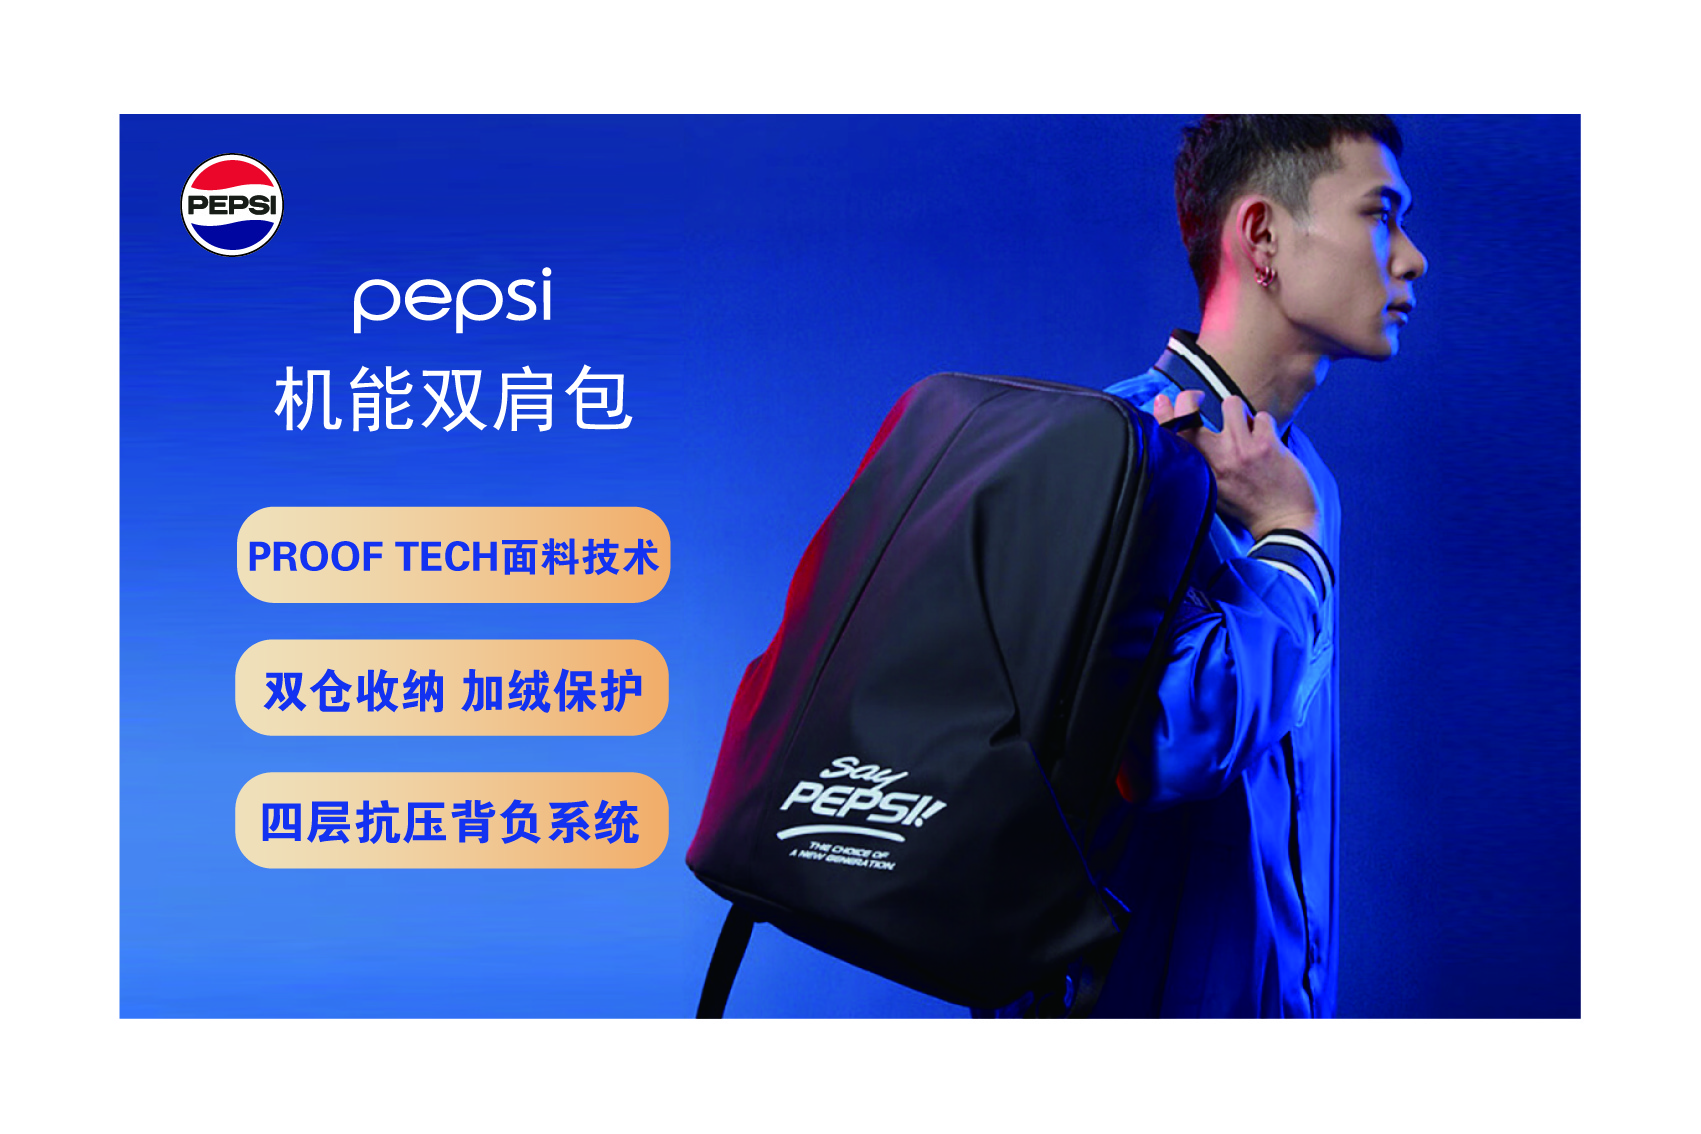 PEPSI
pepsi
机能双肩包
PROOF TECH面料技术
双仓收纳 加绒保护
四层抗压背负系统
Say
PEPSI!
THE CHOICE OF
A NEW GENERATION